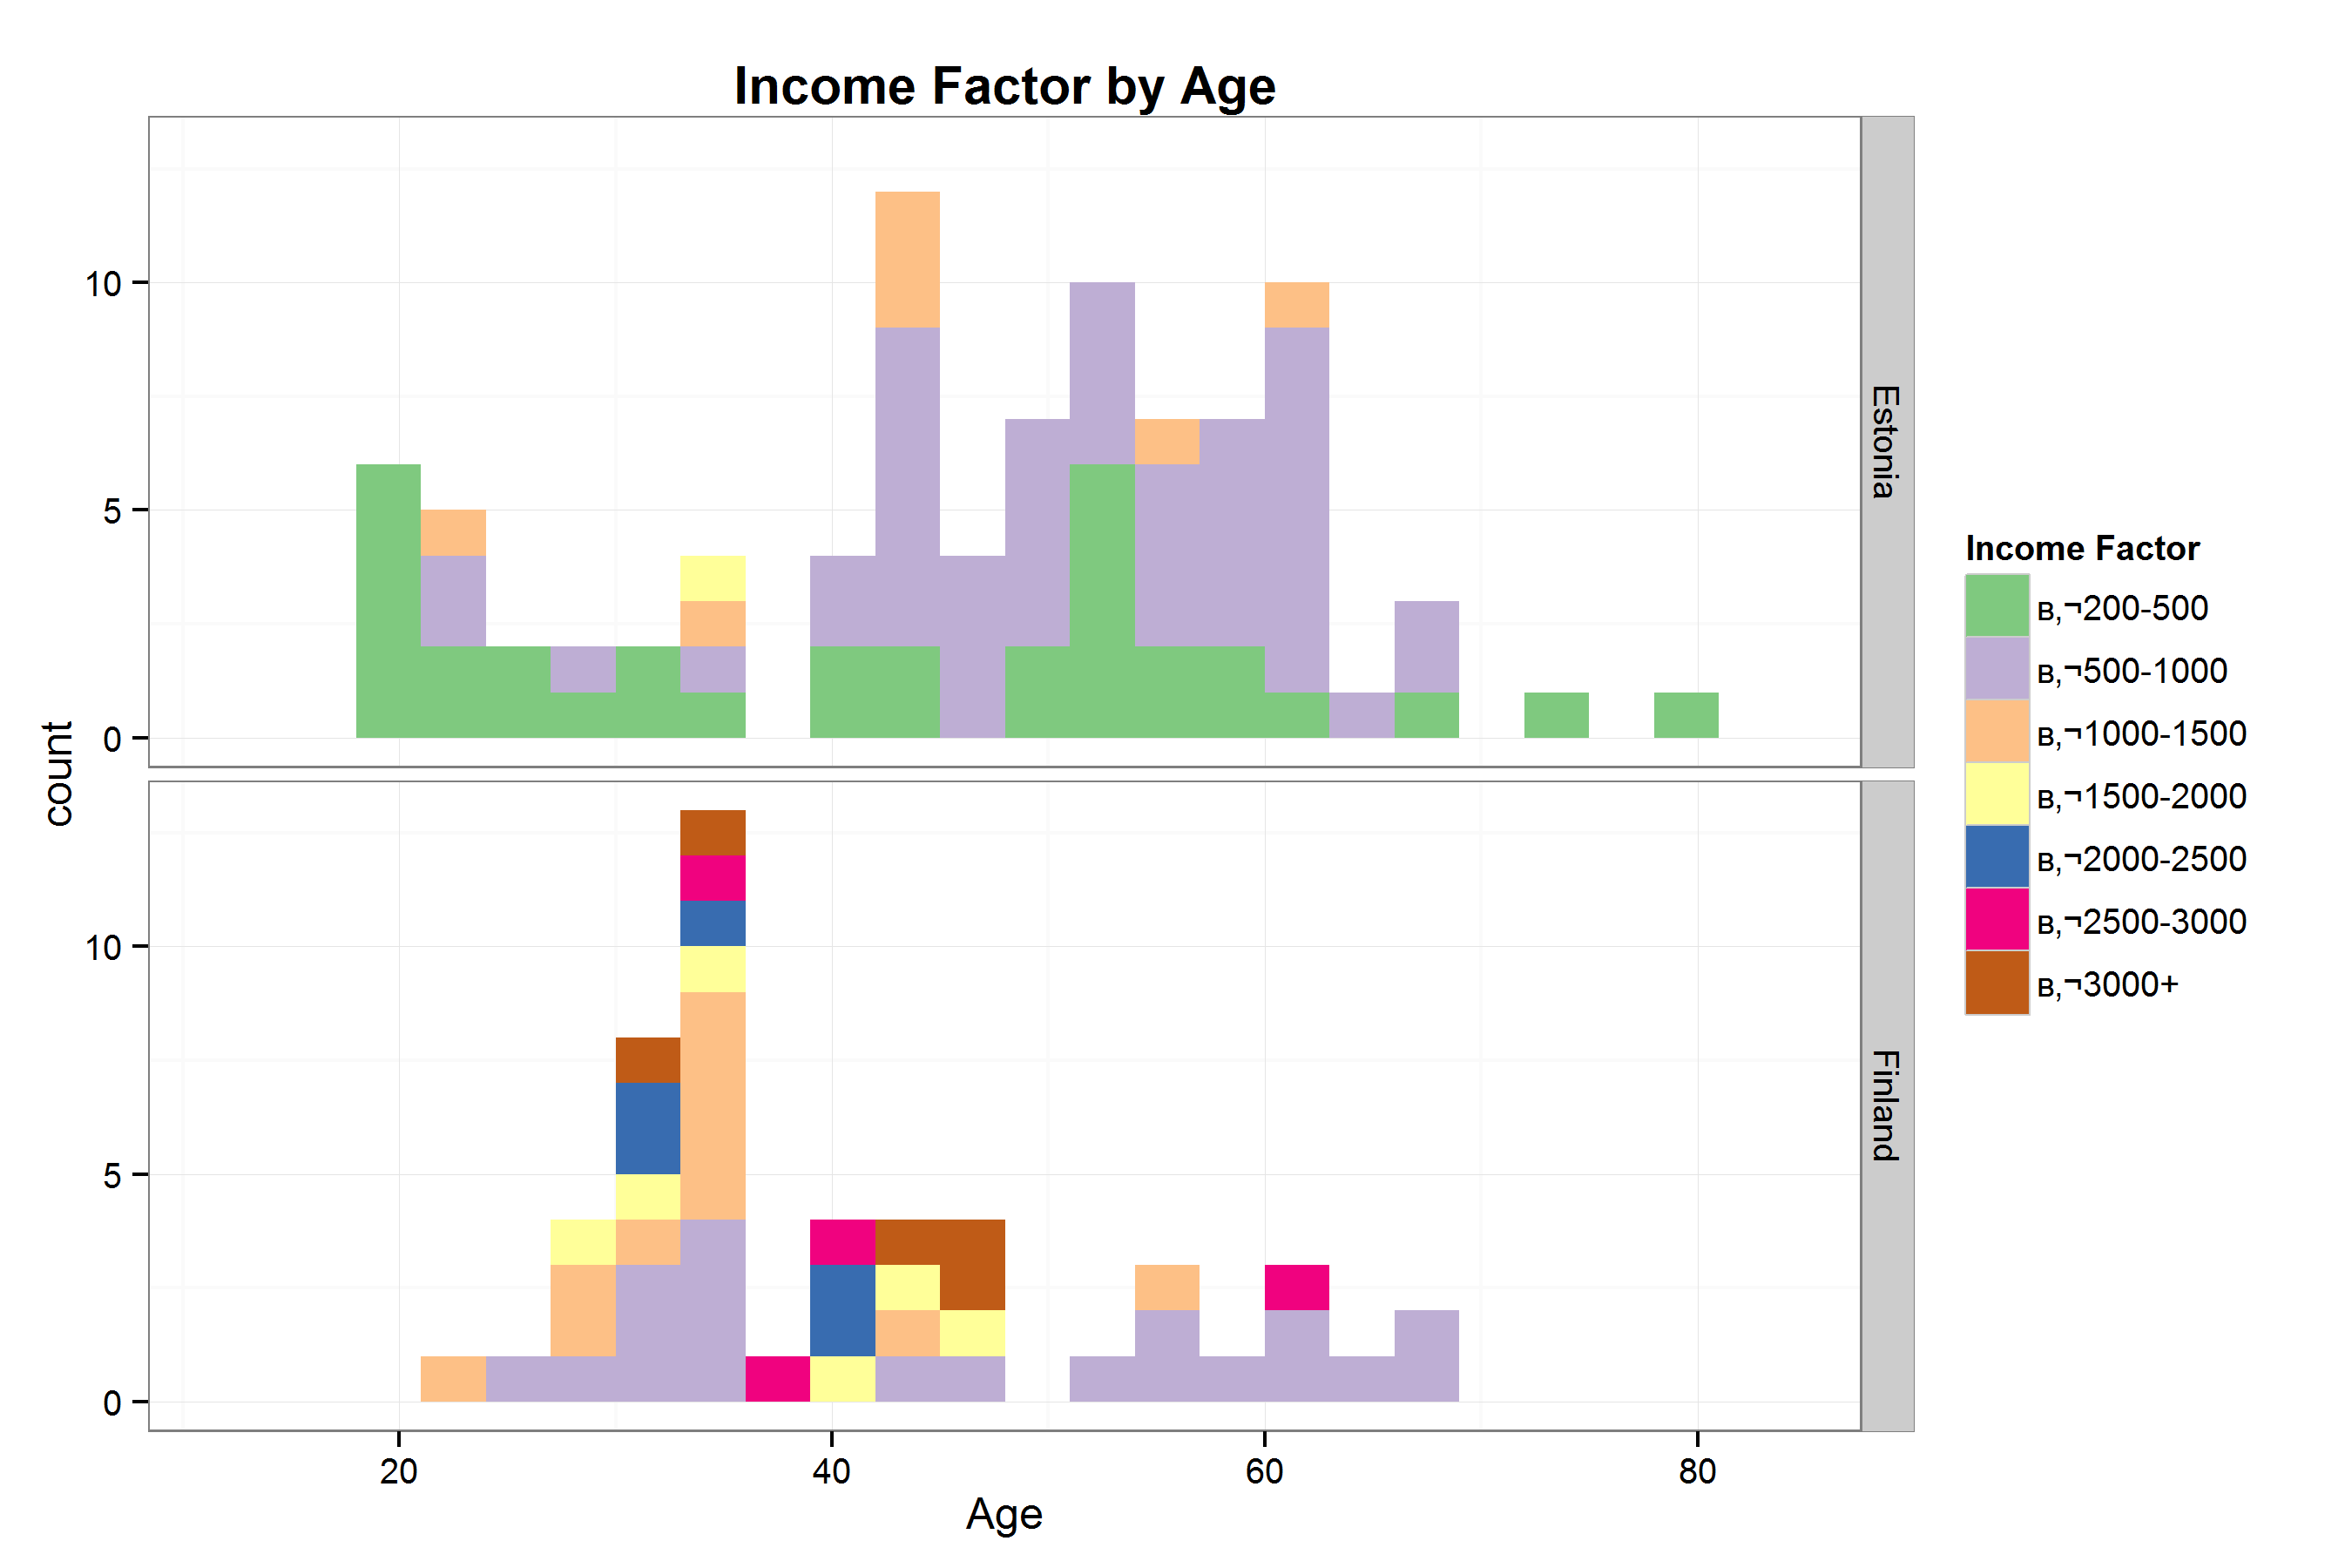 Income Factor by Age
10
5
0
Estonia
10
5
0
Finland
count
20
40
60
80
Age
Income Factor
в,¬200-500
в,¬500-1000
в,¬1000-1500
в,¬1500-2000
в,¬2000-2500
в,¬2500-3000
в,¬3000+